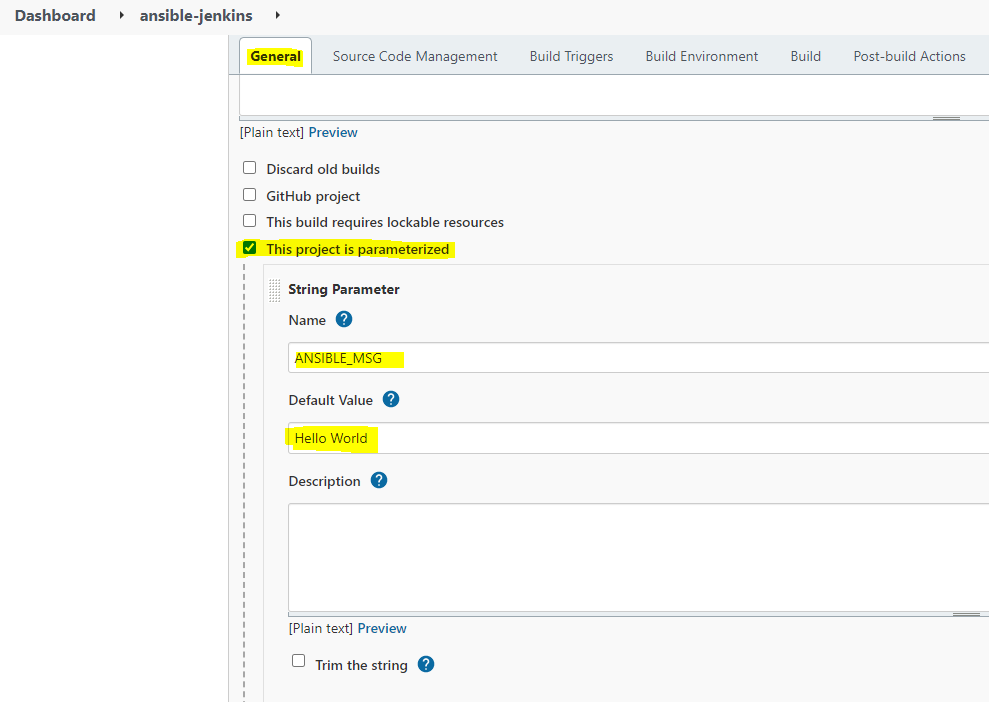 Dashboard ansible-jenkins
General Source Code Management Build Triggers Build Environment Build Post-build Actions
[Plain text] Preview
Discard old builds
GitHub project
This build requires lockable resources
This project is parameterized
String Parameter
Name ?
ANSIBLE_MSG
Default Value ?
Hello World
Description ?
[Plain text] Preview
Trim the string ?